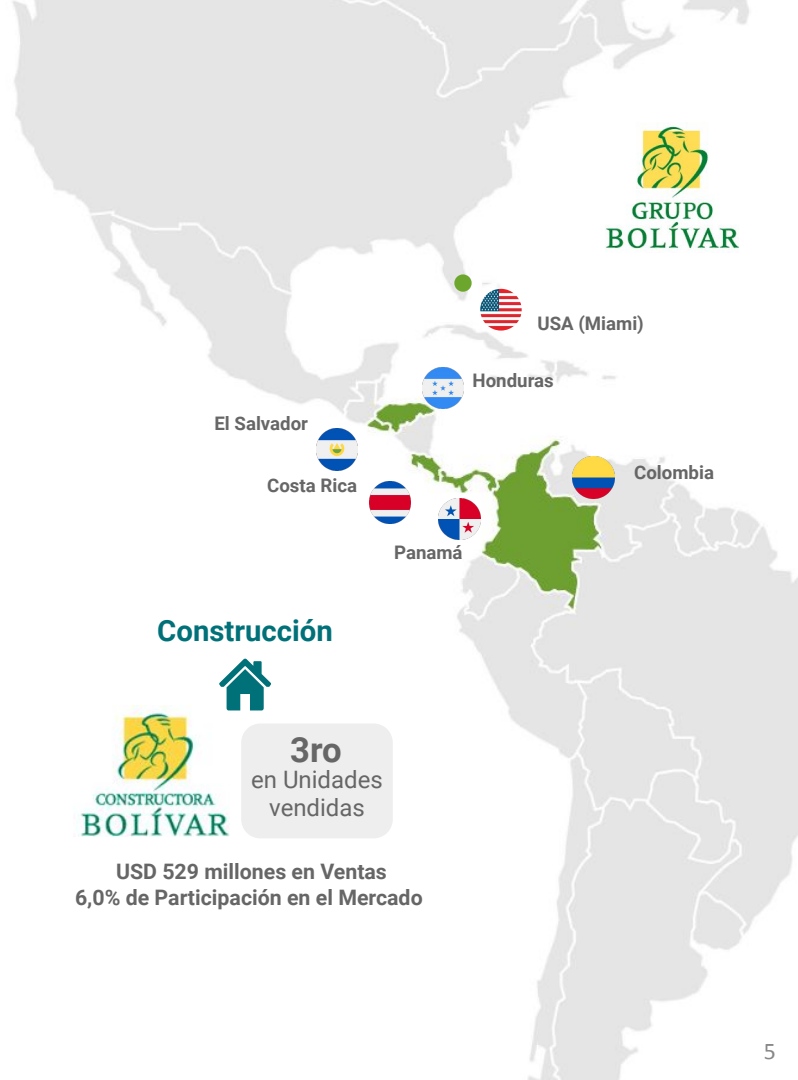 GRUPO
BOLÍVAR
USA (Miami)
Honduras
El Salvador
Costa Rica
Colombia
Panamá
Construcción
CONSTRUCTORA
BOLÍVAR
3ro
en Unidades
vendidas
USD 529 millones en Ventas
6,0% de Participación en el Mercado
5